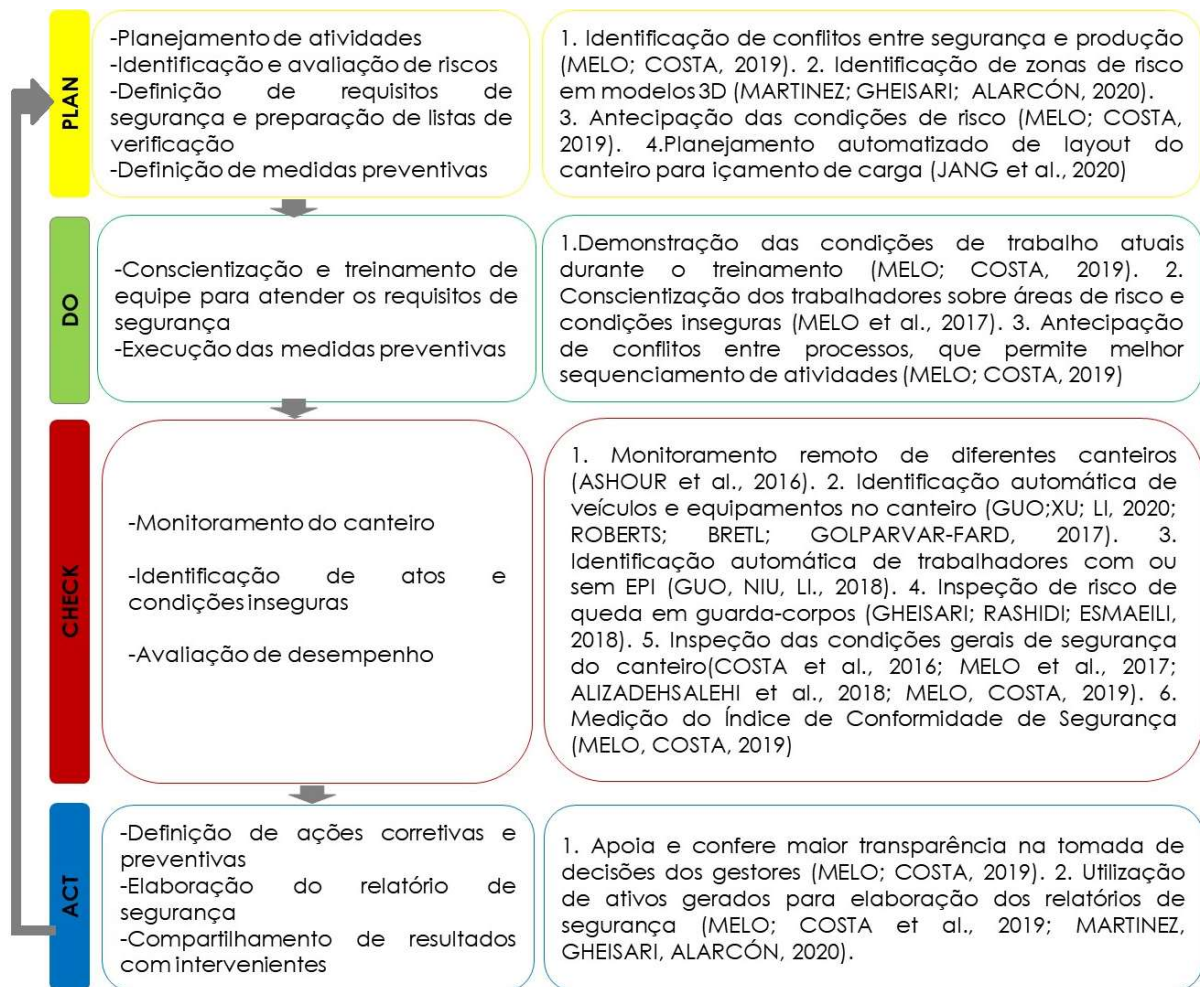 PLAN
-Planejamento de atividades
-Identificação e avaliação de riscos
-Definição de requisitos de
segurança e preparação de listas de
verificação
-Definição de medidas preventivas
1. Identificação de conflitos entre segurança e produção
(MELO; COSTA, 2019). 2. Identificação de zonas de risco
em modelos 3D (MARTINEZ; GHEISARI; ALARCÓN, 2020).
3. Antecipação das condições de risco (MELO; COSTA,
2019). 4.Planejamento automatizado de layout do
canteiro para içamento de carga (JANG et al., 2020)
DO
-Conscientização e treinamento de
equipe para atender os requisitos de
segurança
-Execução das medidas preventivas
1.Demonstração das condições de trabalho atuais
durante o treinamento (MELO; COSTA, 2019). 2.
Conscientização dos trabalhadores sobre áreas de risco e
condições inseguras (MELO et al., 2017). 3. Antecipação
de conflitos entre processos, que permite melhor
sequenciamento de atividades (MELO; COSTA, 2019)
CHECK
-Monitoramento do canteiro
-Identificação de atos e
condições inseguras
-Avaliação de desempenho
1. Monitoramento remoto de diferentes canteiros
(ASHOUR et al., 2016). 2. Identificação automática de
veículos e equipamentos no canteiro (GUO;XU; LI, 2020;
ROBERTS; BRETL; GOLPARVAR-FARD, 2017). 3.
Identificação automática de trabalhadores com ou
sem EPI (GUO, NIU, LI., 2018). 4. Inspeção de risco de
queda em guarda-corpos (GHEISARI; RASHIDI; ESMAEILI,
2018). 5. Inspeção das condições gerais de segurança
do canteiro(COSTA et al., 2016; MELO et al., 2017;
ALIZADEHSALEHI et al., 2018; MELO, COSTA, 2019). 6.
Medição do Índice de Conformidade de Segurança
(MELO, COSTA, 2019)
ACT
-Definição de ações corretivas e
preventivas
-Elaboração do relatório de
segurança
-Compartilhamento de resultados
com intervenientes
1. Apoia e confere maior transparência na tomada de
decisões dos gestores (MELO; COSTA, 2019). 2. Utilização
de ativos gerados para elaboração dos relatórios de
segurança (MELO; COSTA et al., 2019; MARTINEZ,
GHEISARI, ALARCÓN, 2020).